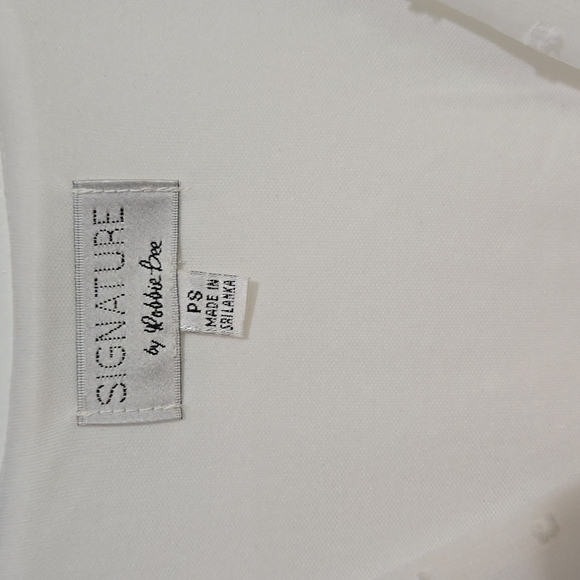 SIGNATURE
by Robbie Bee
PS
MADE IN
SRI LANKA